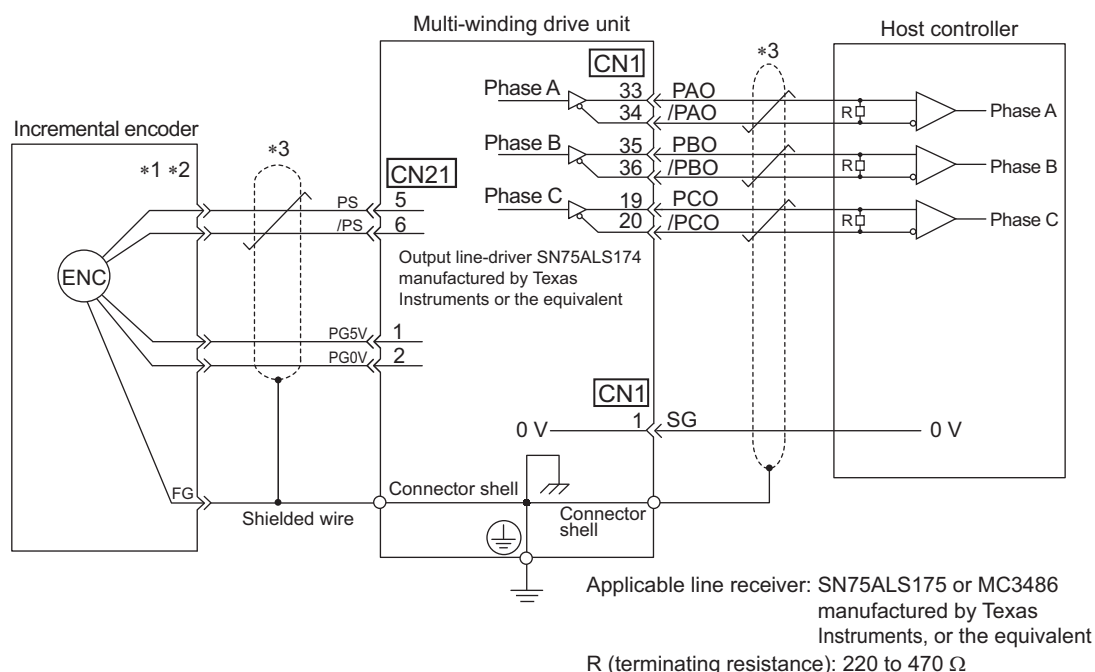 Multi-winding drive unit
Host controller
CN1
*3
Phase A
33
PAO
34
/PAO
R
Phase A
Incremental encoder
*1 *2
*3
Phase B
35
PBO
36
/PBO
R
Phase B
CN21
PS
5
/PS
6
Phase C
19
PCO
20
/PCO
R
Phase C
Output line-driver SN75ALS174
manufactured by Texas
Instruments or the equivalent
ENC
PG5V
1
PG0V
2
CN1
0 V
1
SG
0 V
FG
Shielded wire
Connector shell
Connector
shell
Applicable line receiver: SN75ALS175 or MC3486
manufactured by Texas
Instruments, or the equivalent
R (terminating resistance): 220 to 470 Ω